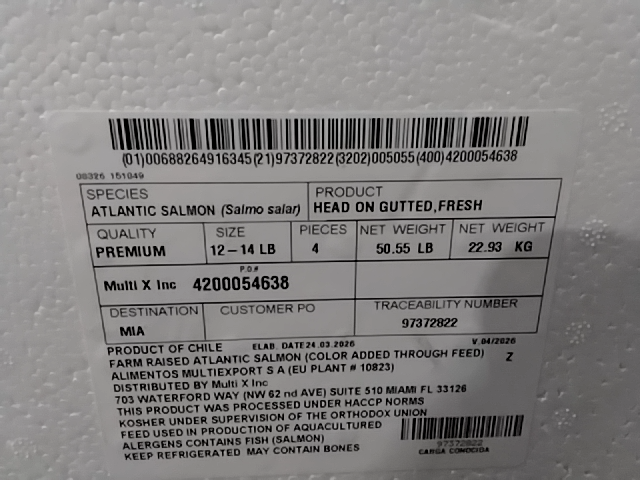 (01)00688264916345(21)97372822(3202)005055(400)4200054638
08326 151049
SPECIES
ATLANTIC SALMON (Salmo salar)
PRODUCT
HEAD ON GUTTED,FRESH
QUALITY
PREMIUM
SIZE
12-14 LB
PIECES
4
NET WEIGHT
50.55 LB
NET WEIGHT
22.93 KG
P.O#
Multi X Inc 4200054638
DESTINATION
MIA
CUSTOMER PO
TRACEABILITY NUMBER
97372822
PRODUCT OF CHILE ELAB. DATE24.03.2026 V.04/2026
FARM RAISED ATLANTIC SALMON (COLOR ADDED THROUGH FEED) Z
ALIMENTOS MULTIEXPORT S A (EU PLANT # 10823)
DISTRIBUTED BY Multi X Inc
703 WATERFORD WAY (NW 62 nd AVE) SUITE 510 MIAMI FL 33126
THIS PRODUCT WAS PROCESSED UNDER HACCP NORMS
KOSHER UNDER SUPERVISION OF THE ORTHODOX UNION
FEED USED IN PRODUCTION OF AQUACULTURED
ALERGENS CONTAINS FISH (SALMON)
KEEP REFRIGERATED MAY CONTAIN BONES
97372822
CARGA CONOCIDA